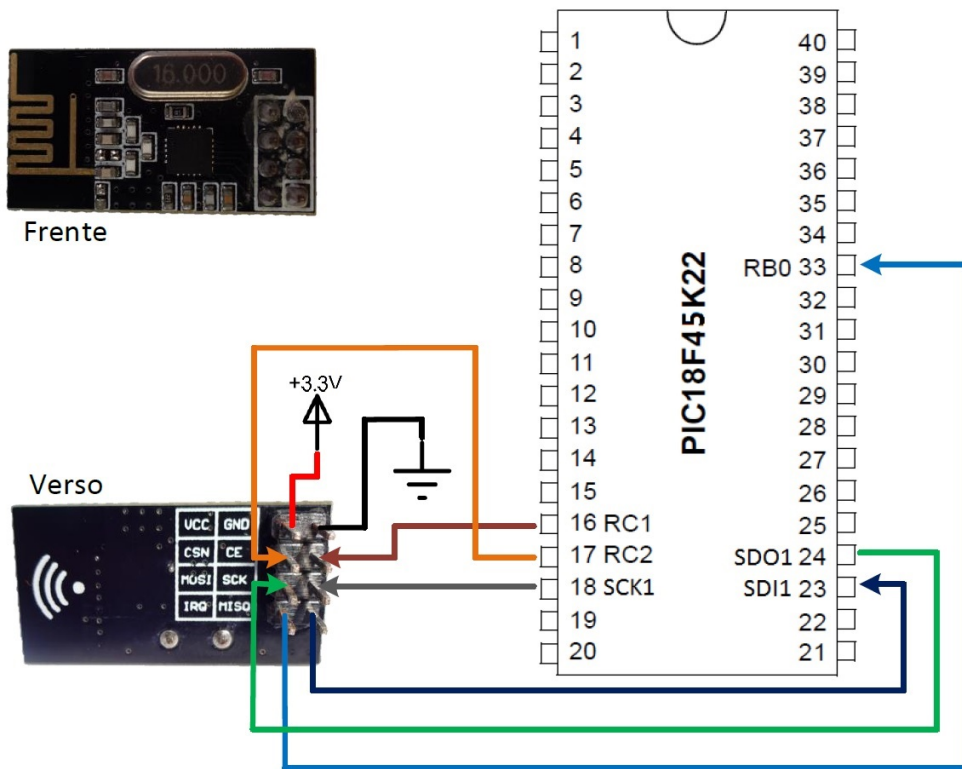 16.000
Frente
1
2
3
4
5
6
7
8
9
10
11
12
13
14
15
16 RC1
17 RC2
18 SCK1
19
20
PIC18F45K22
40
39
38
37
36
35
34
RB0 33
32
31
30
29
28
27
26
25
SDO1 24
SDI1 23
22
21
+3.3V
Verso
VCC GND
CSN CE
MOSI SCK
IRQ MISO